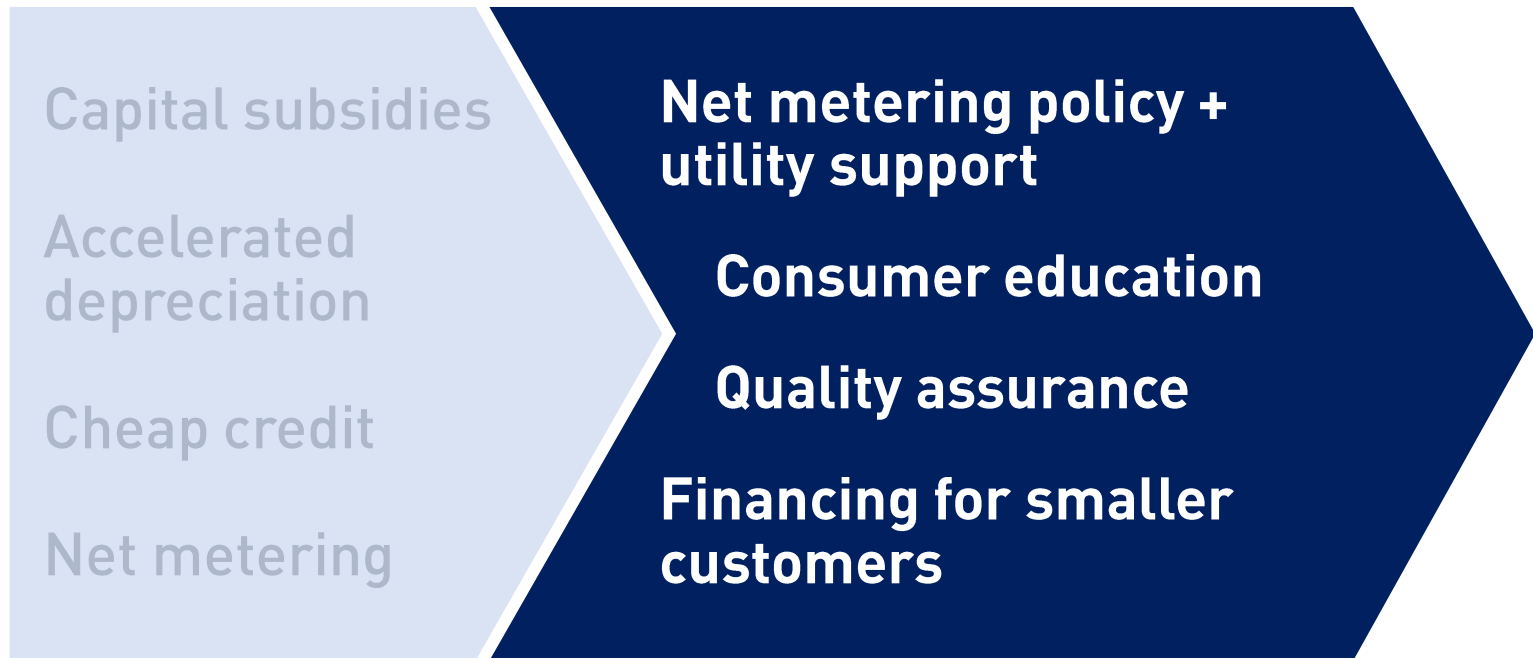 Capital subsidies
Accelerated
depreciation
Cheap credit
Net metering
Net metering policy +
utility support
Consumer education
Quality assurance
Financing for smaller
customers